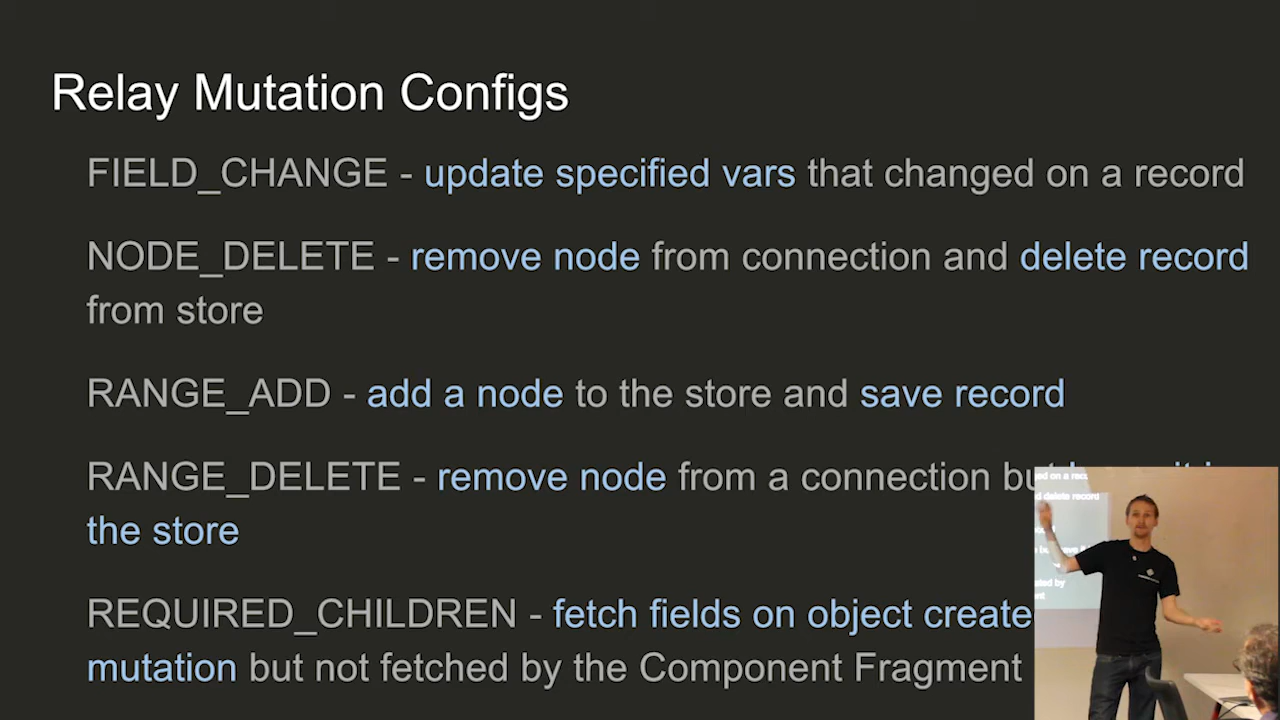 Relay Mutation Configs
FIELD_CHANGE - update specified vars that changed on a record
NODE_DELETE - remove node from connection and delete record
from store
RANGE_ADD - add a node to the store and save record
RANGE_DELETE - remove node from a connection
the store
REQUIRED_CHILDREN - fetch fields on object create
mutation but not fetched by the Component Fragment
delete record